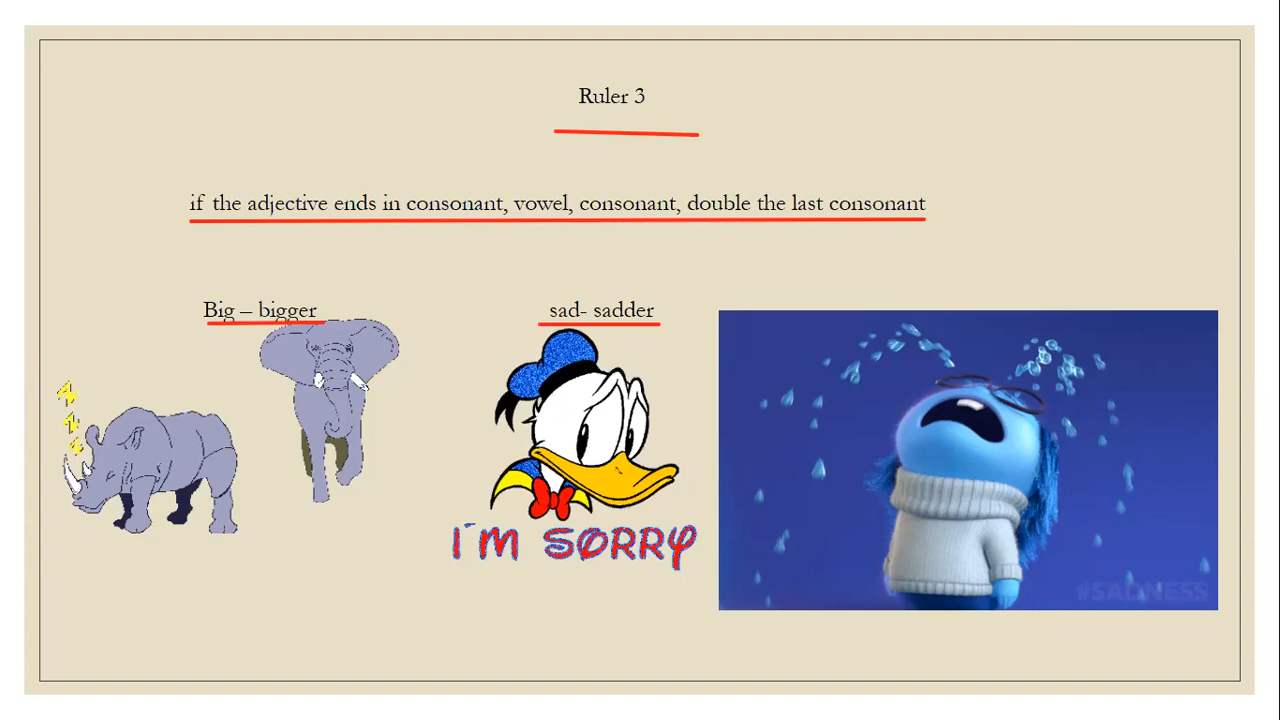 Ruler 3
if the adjective ends in consonant, vowel, consonant, double the last consonant
Big – bigger
sad- sadder
I´M SORRY
#SADNESS